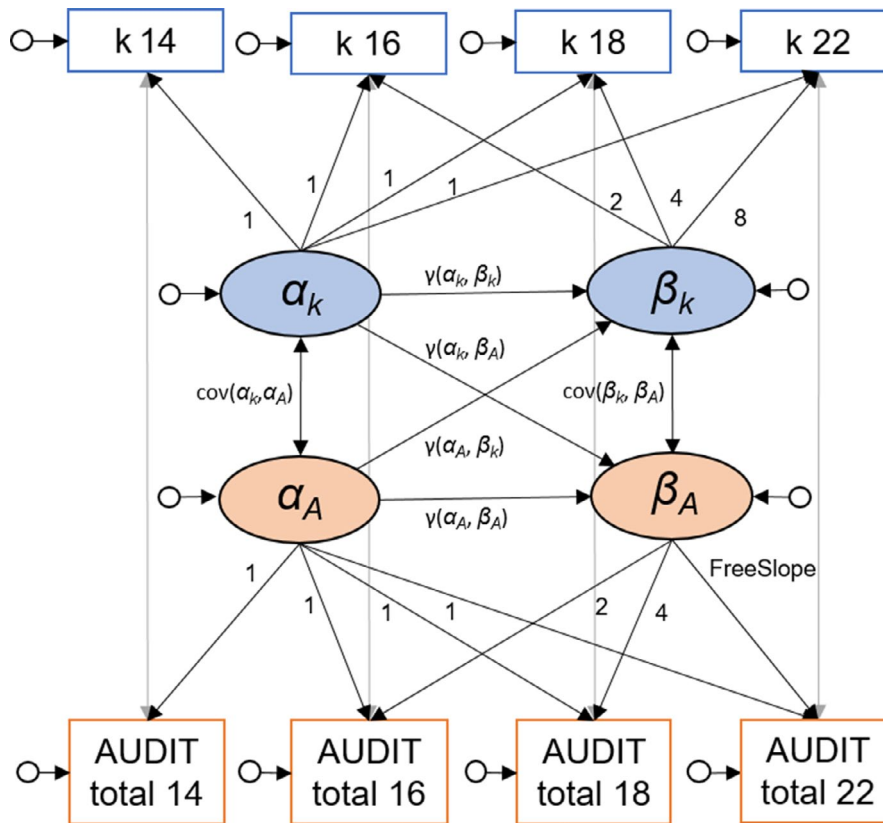 k 14
k 16
k 18
k 22
1
1
1
1
2
4
8
αk
γ(αk, βk)
βk
γ(αk, βA)
cov(αk,αA)
cov(βk, βA)
γ(αA, βk)
αA
γ(αA, βA)
βA
FreeSlope
1
1
1
1
2
4
AUDIT
total 14
AUDIT
total 16
AUDIT
total 18
AUDIT
total 22